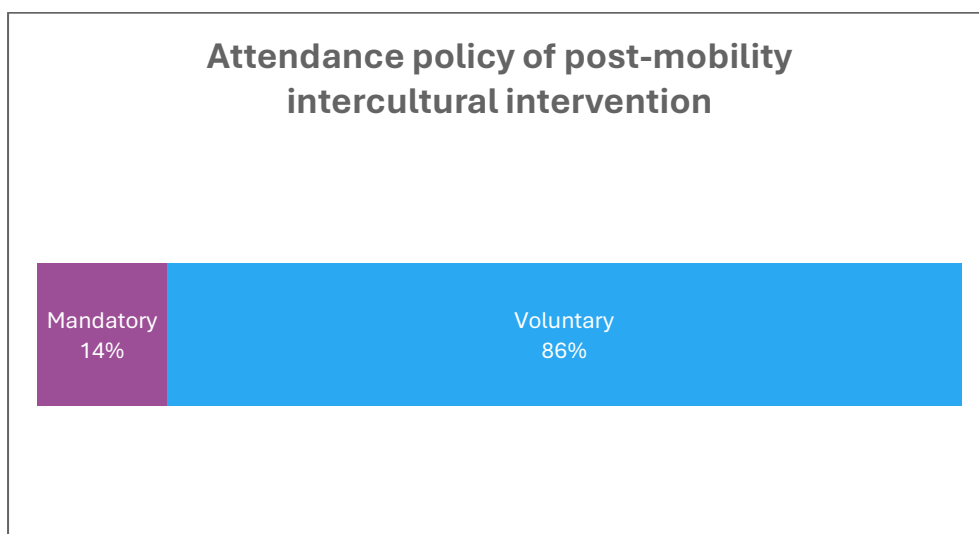 Attendance policy of post-mobility
intercultural intervention
Mandatory
14%
Voluntary
86%